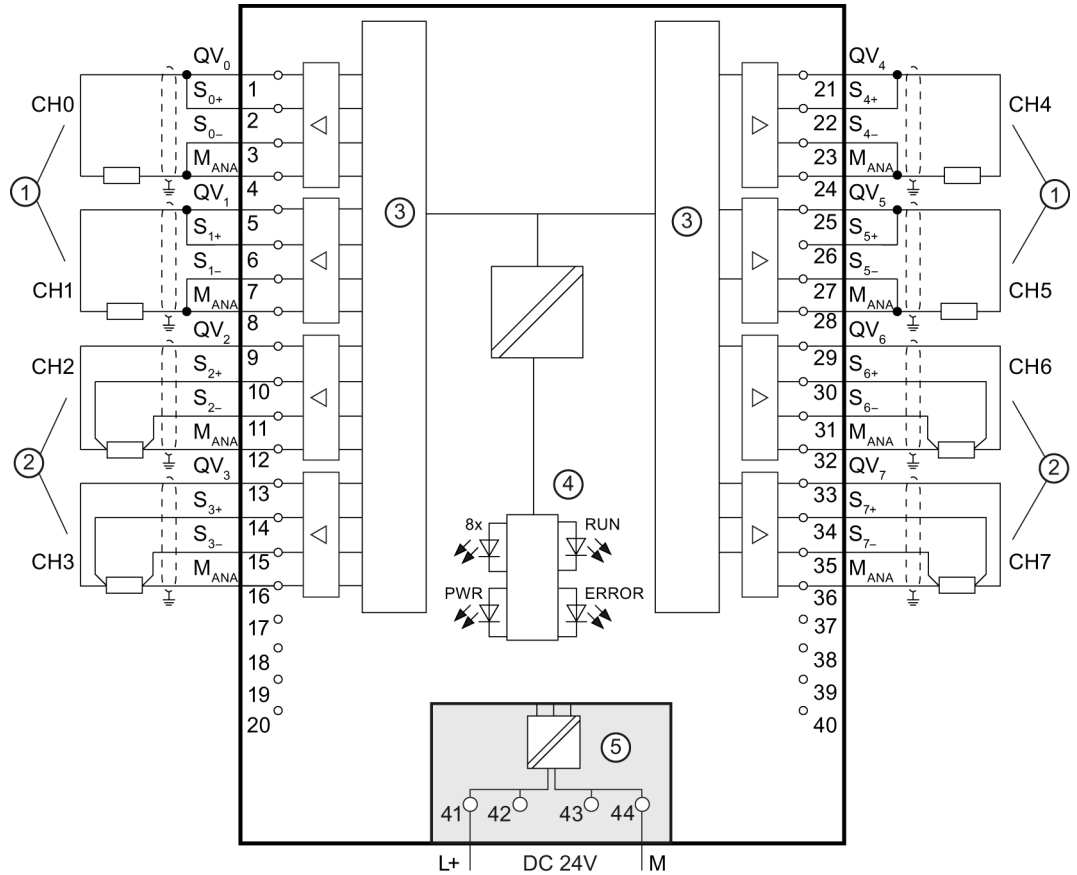 QV0
S0+
S0–
MANA
QV1
S1+
S1–
MANA
QV2
S2+
S2–
MANA
QV3
S3+
S3–
MANA
CH0
1
CH1
CH2
2
CH3
1
2
3
4
5
6
7
8
9
10
11
12
13
14
15
16
17
18
19
20
3
3
4
8x RUN
PWR ERROR
5
41 42 43 44
L+ DC 24V M
21
22
23
24
25
26
27
28
29
30
31
32
33
34
35
36
37
38
39
40
QV4
S4+
S4–
MANA
QV5
S5+
S5–
MANA
QV6
S6+
S6–
MANA
QV7
S7+
S7–
MANA
CH4
1
CH5
CH6
2
CH7